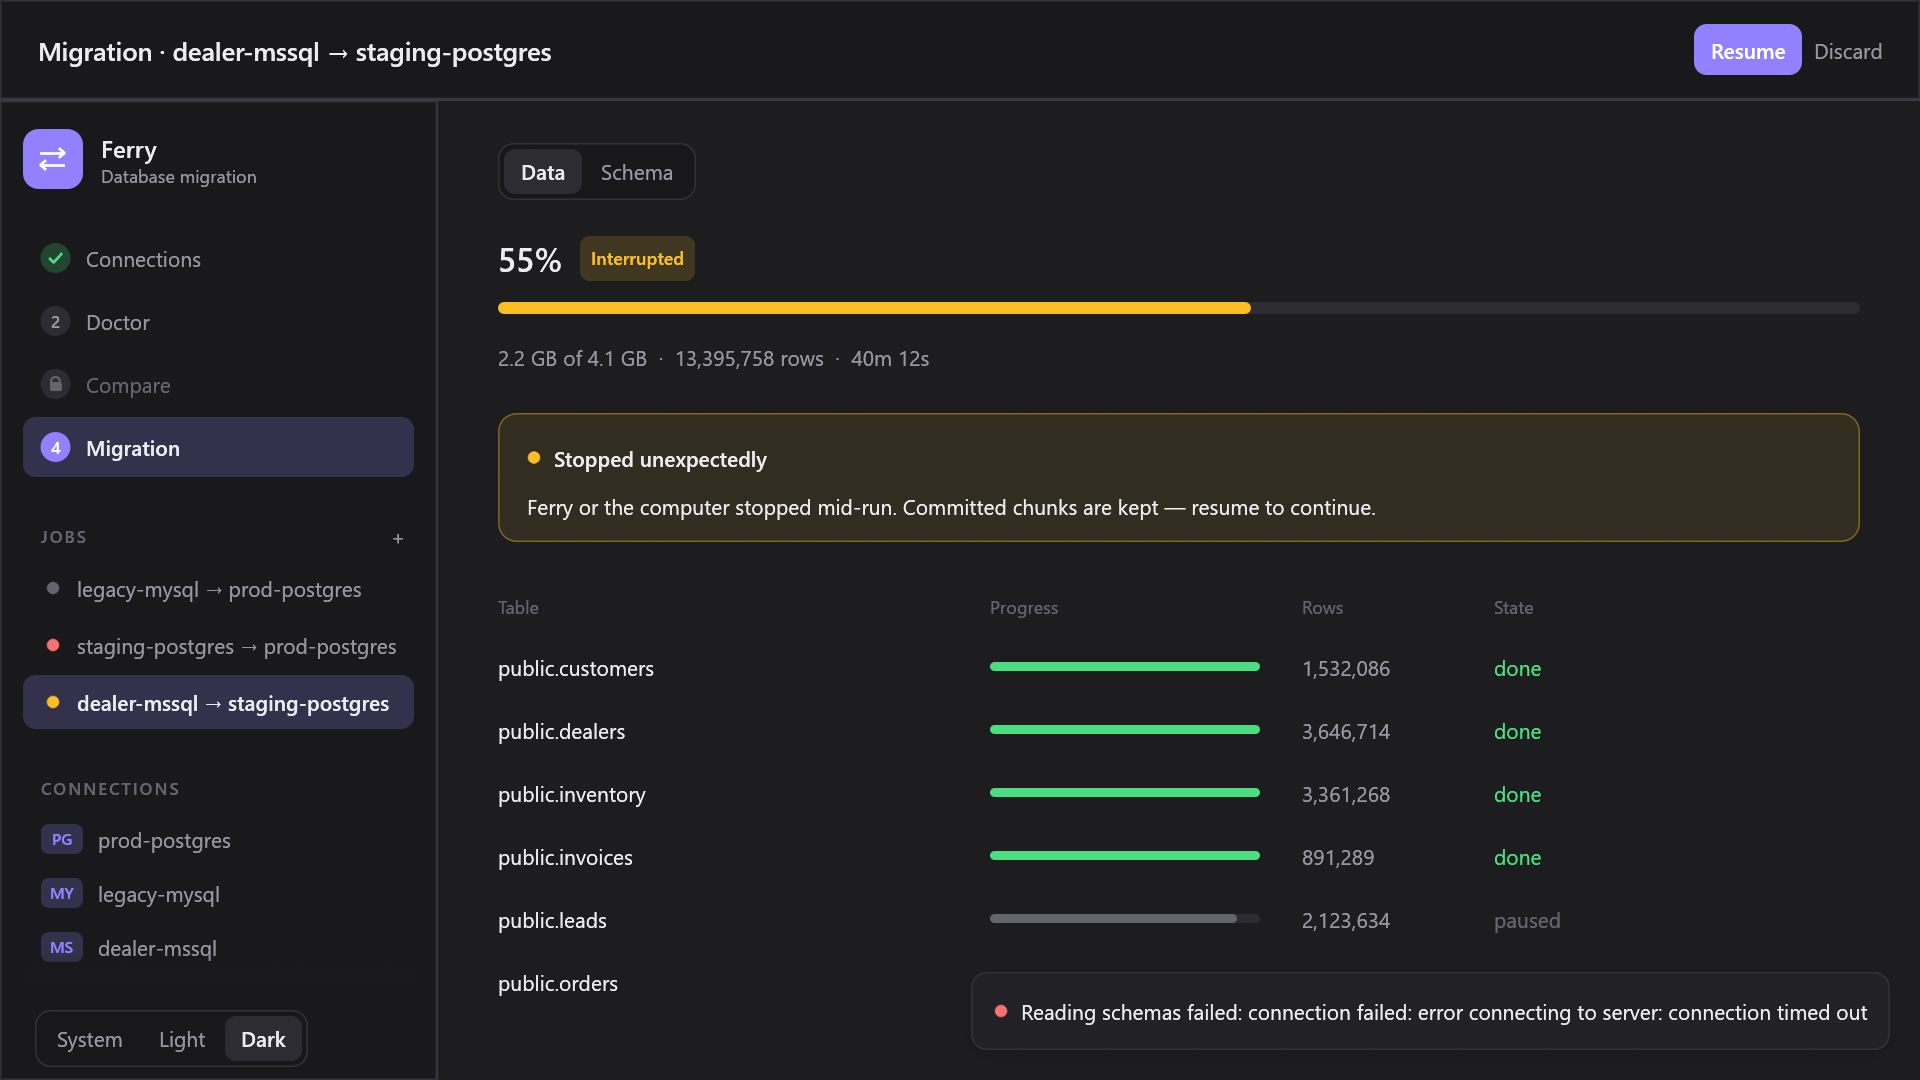 Migration · dealer-mssql → staging-postgres
Resume
Discard
Ferry
Database migration
Connections
2 Doctor
Compare
4 Migration
JOBS +
legacy-mysql → prod-postgres
staging-postgres → prod-postgres
dealer-mssql → staging-postgres
CONNECTIONS
PG prod-postgres
MY legacy-mysql
MS dealer-mssql
System Light Dark
Data Schema
55% Interrupted
2.2 GB of 4.1 GB · 13,395,758 rows · 40m 12s
Stopped unexpectedly
Ferry or the computer stopped mid-run. Committed chunks are kept — resume to continue.
Table Progress Rows State
public.customers 1,532,086 done
public.dealers 3,646,714 done
public.inventory 3,361,268 done
public.invoices 891,289 done
public.leads 2,123,634 paused
public.orders
Reading schemas failed: connection failed: error connecting to server: connection timed out